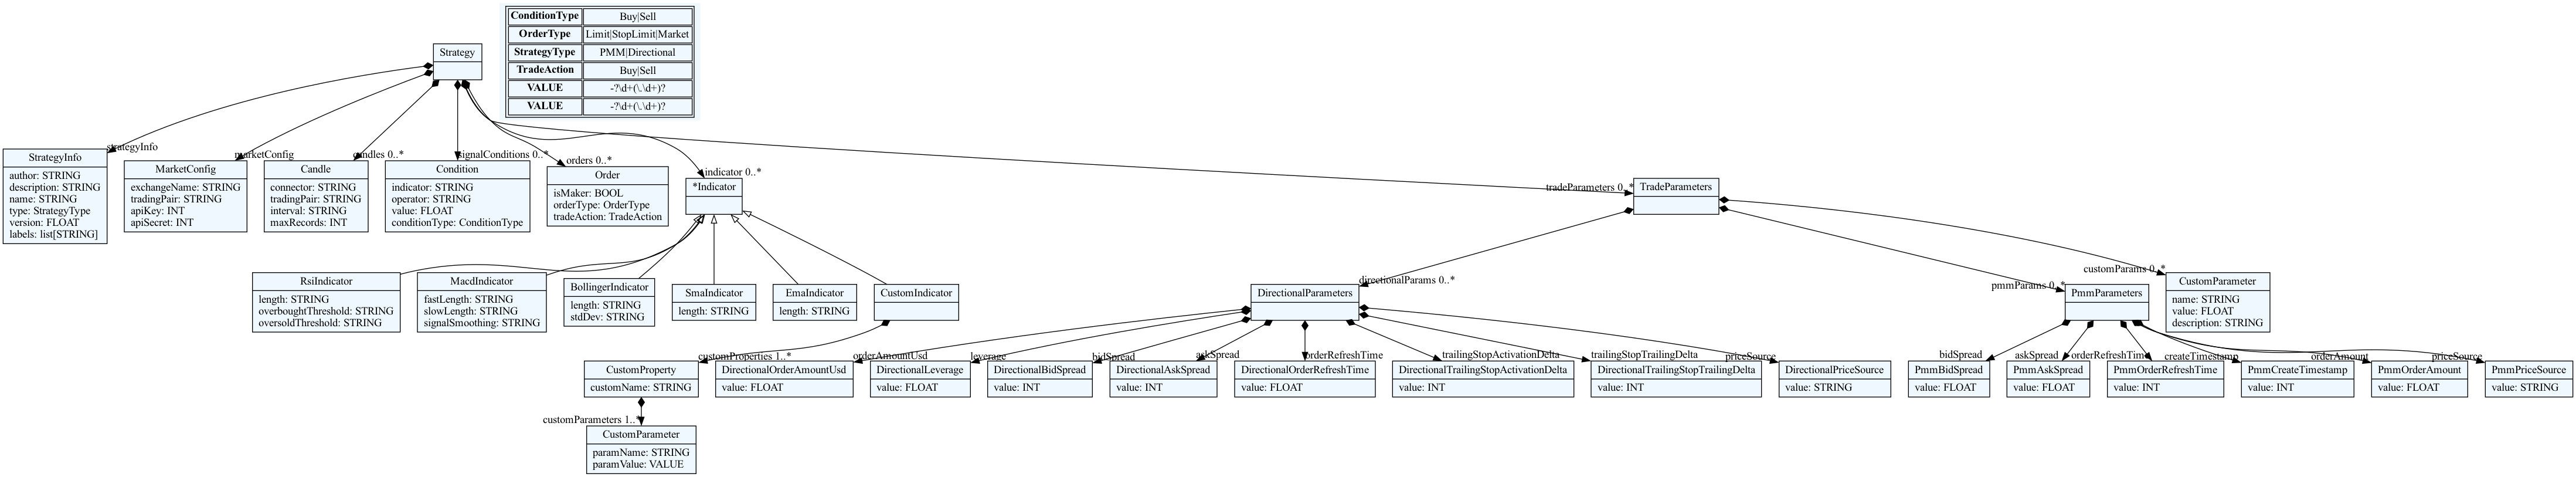 ConditionType Buy|Sell
OrderType Limit|StopLimit|Market
StrategyType PMM|Directional
TradeAction Buy|Sell
VALUE -?\d+(\.\d+)?
VALUE -?\d+(\.\d+)?
Strategy
strategyInfo
marketConfig
candles 0..*
signalConditions 0..*
orders 0..*
indicator 0..*
tradeParameters 0..*
StrategyInfo
author: STRING
description: STRING
name: STRING
type: StrategyType
version: FLOAT
labels: list[STRING]
MarketConfig
exchangeName: STRING
tradingPair: STRING
apiKey: INT
apiSecret: INT
Candle
connector: STRING
tradingPair: STRING
interval: STRING
maxRecords: INT
Condition
indicator: STRING
operator: STRING
value: FLOAT
conditionType: ConditionType
Order
isMaker: BOOL
orderType: OrderType
tradeAction: TradeAction
*Indicator
TradeParameters
RsiIndicator
length: STRING
overboughtThreshold: STRING
oversoldThreshold: STRING
MacdIndicator
fastLength: STRING
slowLength: STRING
signalSmoothing: STRING
BollingerIndicator
length: STRING
stdDev: STRING
SmaIndicator
length: STRING
EmaIndicator
length: STRING
CustomIndicator
directionalParams 0..*
pmmParams 0..*
customParams 0..*
DirectionalParameters
PmmParameters
CustomParameter
name: STRING
value: FLOAT
description: STRING
customProperties 1..*
orderAmountUsd
leverage
bidSpread
askSpread
orderRefreshTime
trailingStopActivationDelta
trailingStopTrailingDelta
priceSource
bidSpread
askSpread
orderRefreshTime
createTimestamp
orderAmount
priceSource
CustomProperty
customName: STRING
DirectionalOrderAmountUsd
value: FLOAT
DirectionalLeverage
value: FLOAT
DirectionalBidSpread
value: INT
DirectionalAskSpread
value: INT
DirectionalOrderRefreshTime
value: FLOAT
DirectionalTrailingStopActivationDelta
value: INT
DirectionalTrailingStopTrailingDelta
value: INT
DirectionalPriceSource
value: STRING
PmmBidSpread
value: FLOAT
PmmAskSpread
value: FLOAT
PmmOrderRefreshTime
value: INT
PmmCreateTimestamp
value: INT
PmmOrderAmount
value: FLOAT
PmmPriceSource
value: STRING
customParameters 1..*
CustomParameter
paramName: STRING
paramValue: VALUE